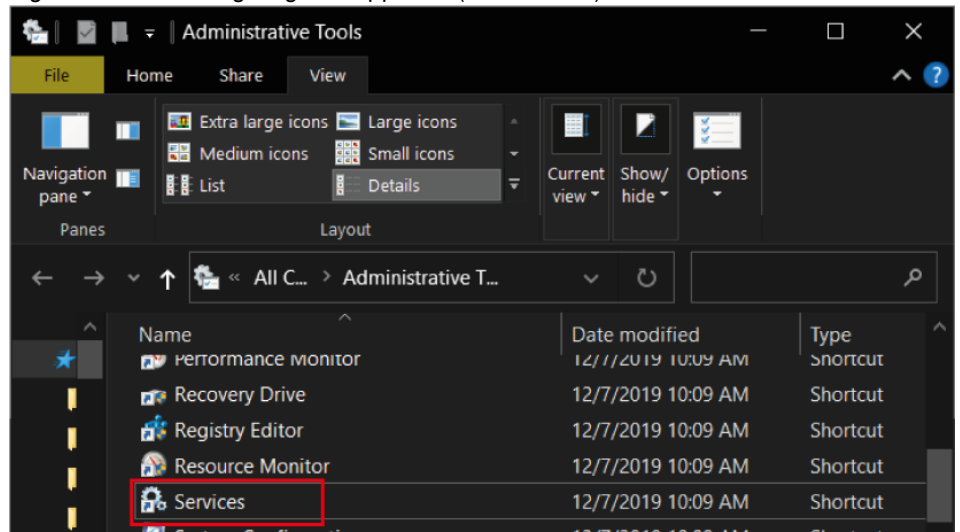 Administrative Tools
File Home Share View
Extra large icons Large icons
Medium icons Small icons
List Details
Navigation pane
Current view
Show/ hide
Options
Panes Layout
« All C... > Administrative T...
Name Date modified Type
Performance Monitor 12/7/2019 10:09 AM Shortcut
Recovery Drive 12/7/2019 10:09 AM Shortcut
Registry Editor 12/7/2019 10:09 AM Shortcut
Resource Monitor 12/7/2019 10:09 AM Shortcut
Services 12/7/2019 10:09 AM Shortcut